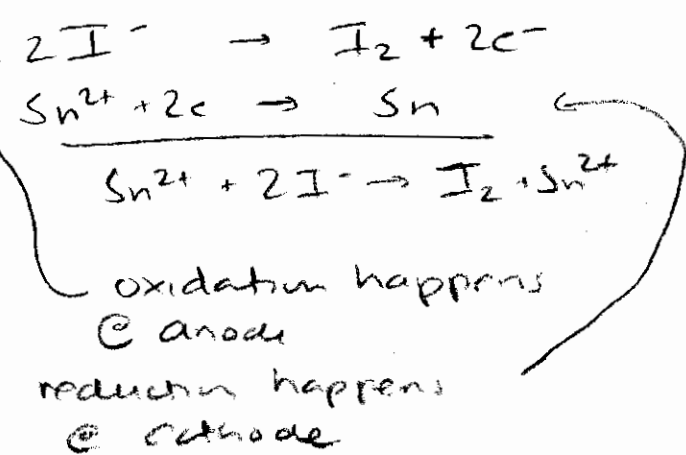 2I⁻ → I₂ + 2e⁻
Sn²⁺ + 2e → Sn
Sn²⁺ + 2I⁻ → I₂ + Sn²⁺
oxidation happens
@ anode
reduction happens
@ cathode